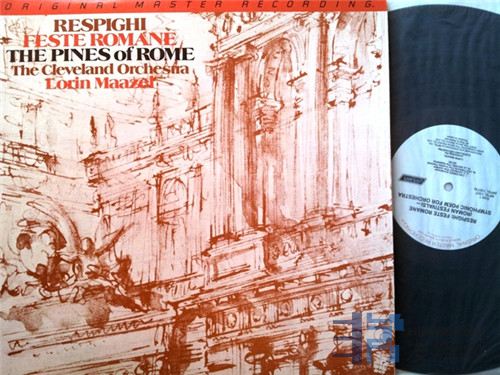 ORIGINAL MASTER RECORDING
RESPIGHI
FESTE ROMANE
THE PINES of ROME
The Cleveland Orchestra
Lorin Maazel
RESPIGHI: FESTE ROMANE
(ROMAN FESTIVALS)
SYMPHONIC POEM FOR ORCHESTRA